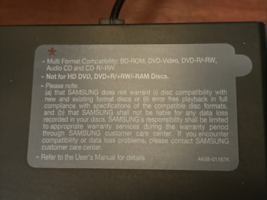 - Multi Format Compatibility: BD-ROM, DVD-Video, DVD-R/-RW,
Audio CD and CD-R/-RW.
- Not for HD DVD, DVD+R/+RW/-RAM Discs.
- Please note:
(a) that SAMSUNG does not warrant (i) disc compatibility with
new and existing format discs or (ii) error free playback in full
compliance with specifications of the compatible disc formats,
and (b) that SAMSUNG shall not be liable for any data loss
recorded in your discs. SAMSUNG's responsibility shall be limited
to appropriate warranty services during the warranty period
through SAMSUNG customer care center. If you encounter
compatibility or data loss problems, please contact SAMSUNG
customer care center.
- Refer to the User's Manual for details.